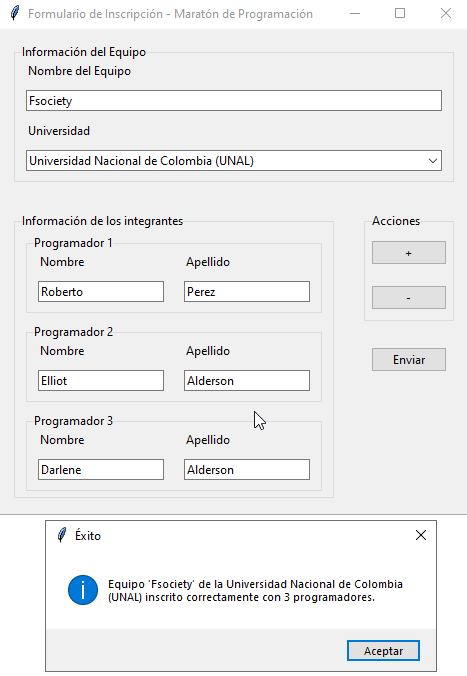 Formulario de Inscripción - Maratón de Programación
Información del Equipo
Nombre del Equipo
Fsociety
Universidad
Universidad Nacional de Colombia (UNAL)
Información de los integrantes
Programador 1
Nombre Apellido
Roberto Perez
Programador 2
Nombre Apellido
Elliot Alderson
Programador 3
Nombre Apellido
Darlene Alderson
Acciones
+
-
Enviar
Éxito
Equipo 'Fsociety' de la Universidad Nacional de Colombia
(UNAL) inscrito correctamente con 3 programadores.
Aceptar